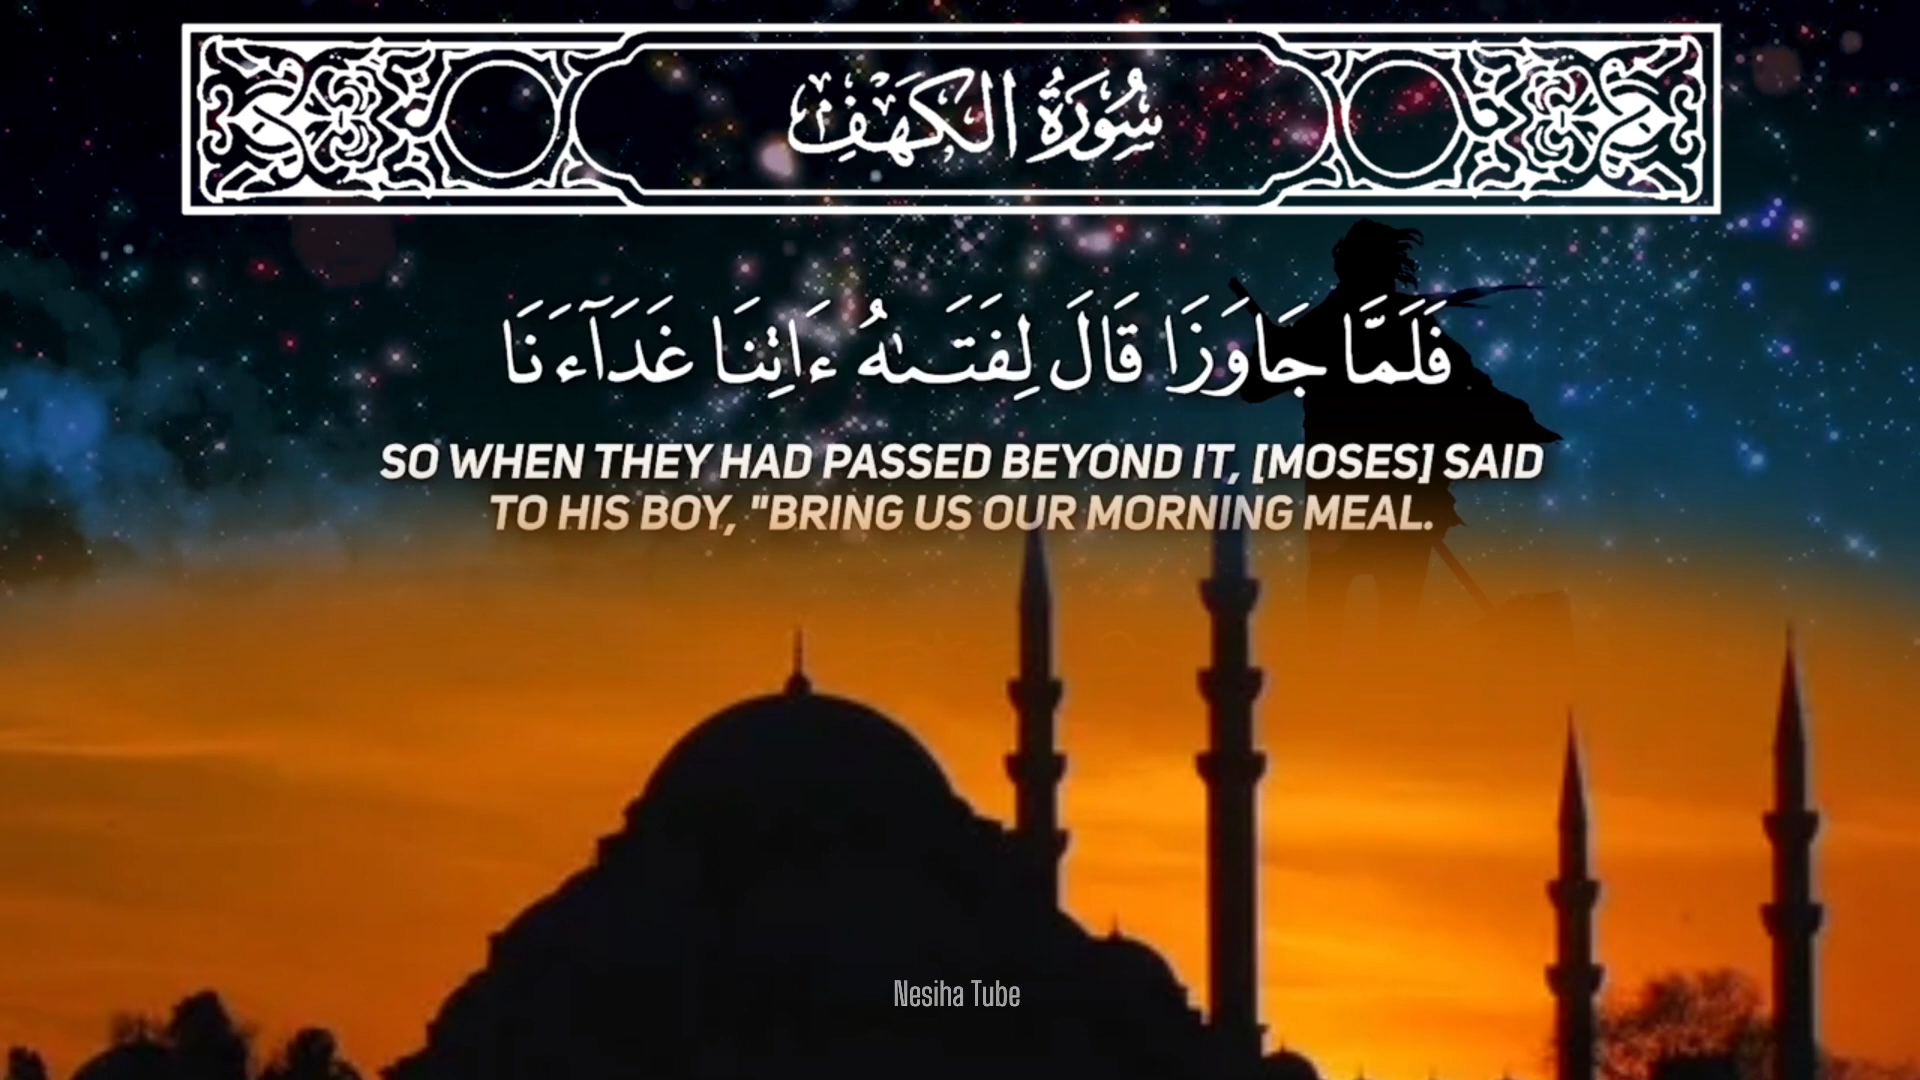 سُورَةُ الكَهْفِ
فَلَمَّا جَاوَزَا قَالَ لِفَتَىٰهُ ءَاتِنَا غَدَآءَنَا
SO WHEN THEY HAD PASSED BEYOND IT, [MOSES] SAID
TO HIS BOY, "BRING US OUR MORNING MEAL.
Nesiha Tube